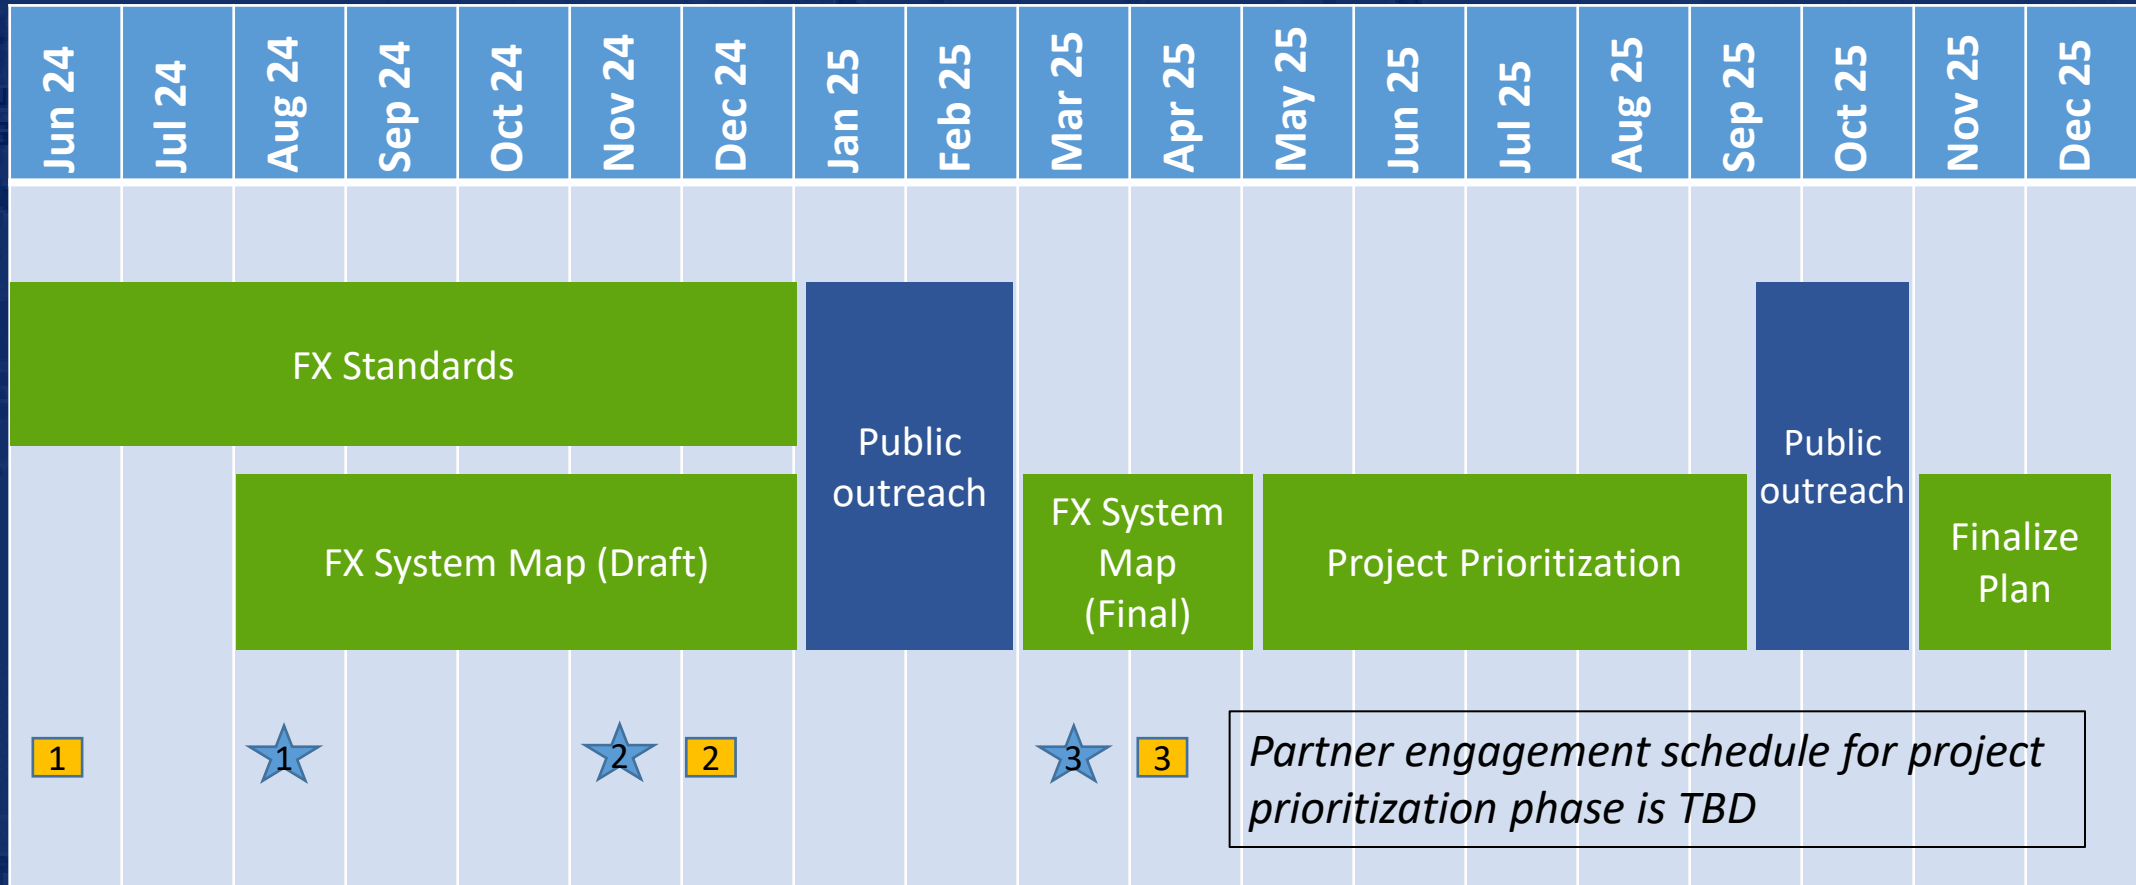 Jun 24
Jul 24
Aug 24
Sep 24
Oct 24
Nov 24
Dec 24
Jan 25
Feb 25
Mar 25
Apr 25
May 25
Jun 25
Jul 25
Aug 25
Sep 25
Oct 25
Nov 25
Dec 25
FX Standards
Public
outreach
Public
outreach
FX System Map (Draft)
FX System
Map
(Final)
Project Prioritization
Finalize
Plan
1
1
2
2
3
3
Partner engagement schedule for project
prioritization phase is TBD